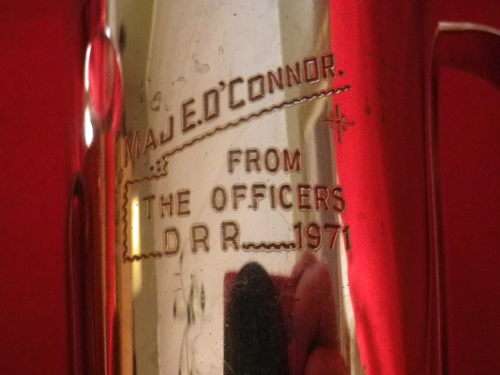 MAJ E.O'CONNOR.
FROM
THE OFFICERS
D R R 1971